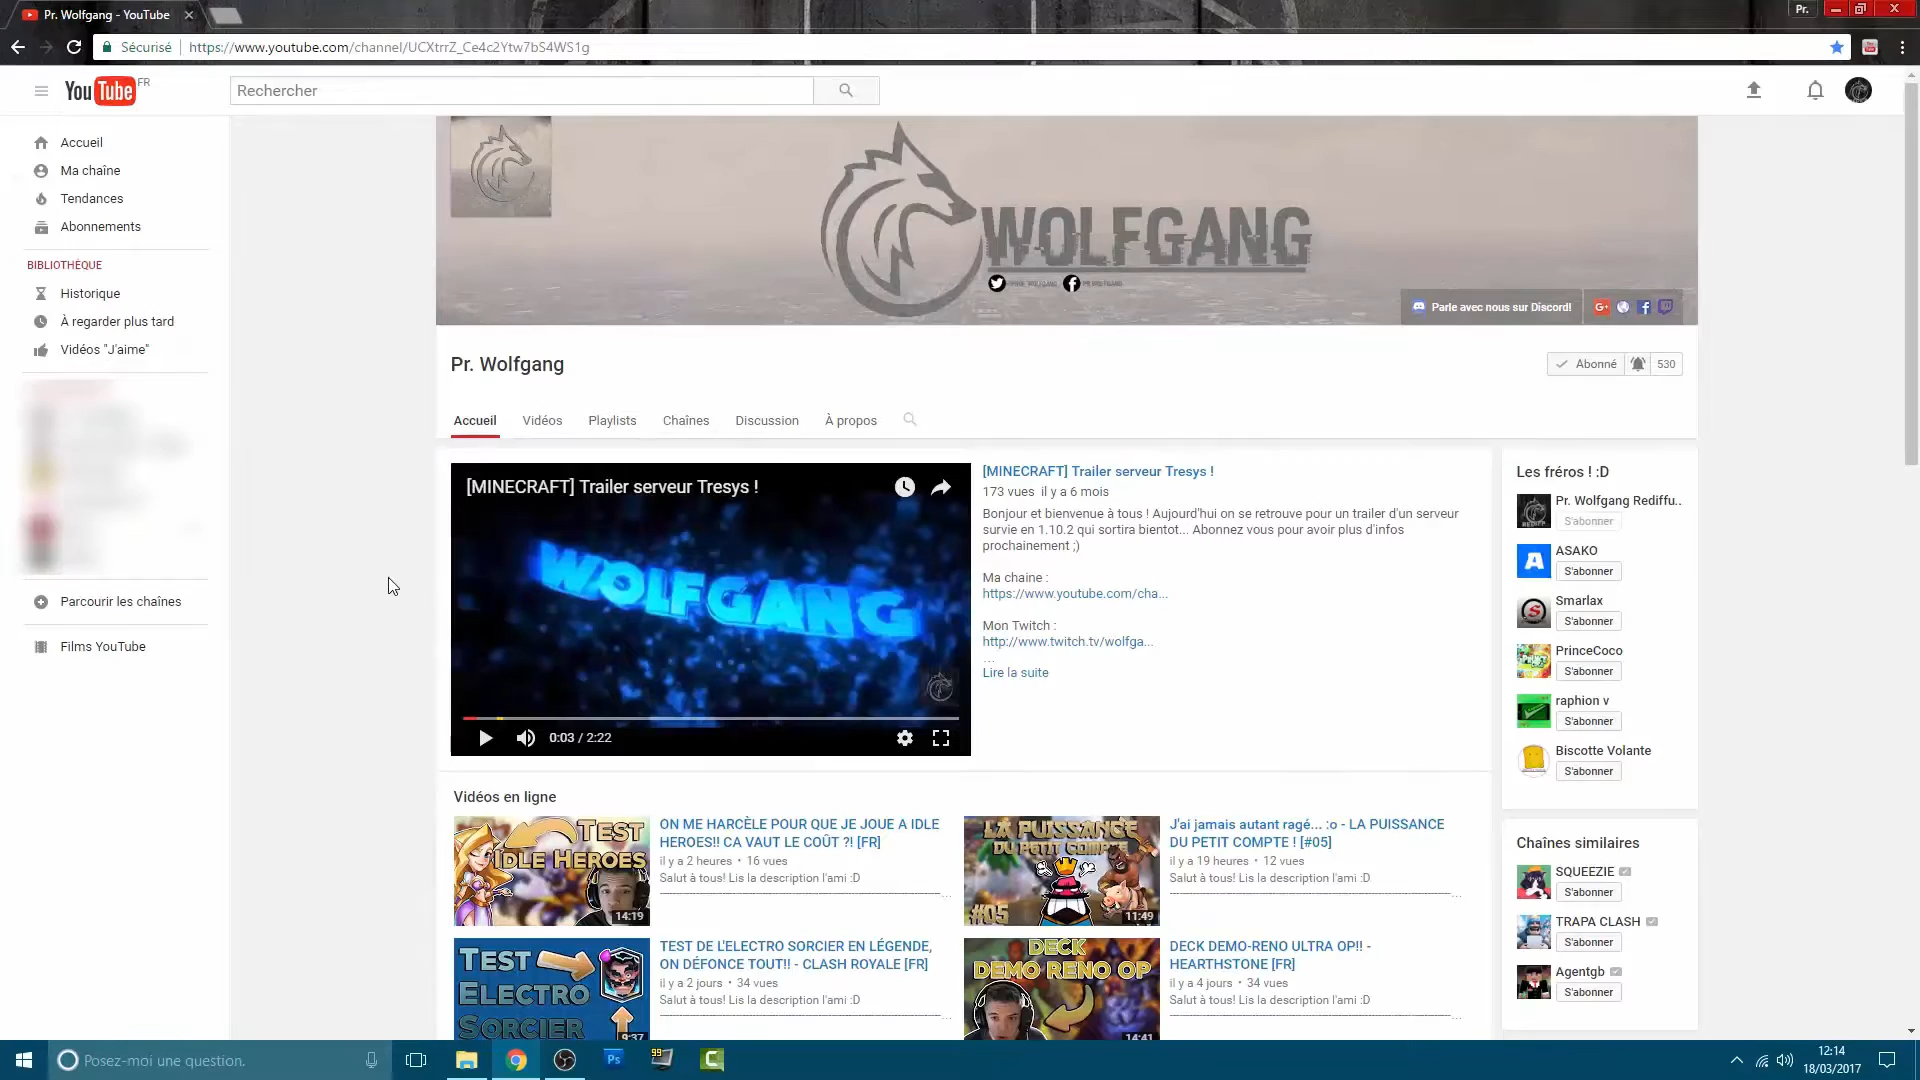 Pr. Wolfgang - YouTube
Pr.
Sécurisé
https://www.youtube.com/channel/UCXtrrZ_Ce4c2Ytw7bS4WS1g
YouTube FR
Rechercher
Accueil
Ma chaîne
Tendances
Abonnements
BIBLIOTHÈQUE
Historique
À regarder plus tard
Vidéos "J'aime"
Parcourir les chaînes
Films YouTube
WOLFGANG
Parle avec nous sur Discord!
Pr. Wolfgang
Abonné
530
Accueil
Vidéos
Playlists
Chaînes
Discussion
À propos
[MINECRAFT] Trailer serveur Tresys !
WOLFGANG
0:03 / 2:22
[MINECRAFT] Trailer serveur Tresys !
173 vues il y a 6 mois
Bonjour et bienvenue à tous ! Aujourd'hui on se retrouve pour un trailer d'un serveur
survie en 1.10.2 qui sortira bientot... Abonnez vous pour avoir plus d'infos
prochainement ;)
Ma chaine :
https://www.youtube.com/cha...
Mon Twitch :
http://www.twitch.tv/wolfga...
...
Lire la suite
Vidéos en ligne
TEST
IDLE HEROES
14:19
ON ME HARCÈLE POUR QUE JE JOUE A IDLE
HEROES!! CA VAUT LE COÛT ?! [FR]
il y a 2 heures • 16 vues
Salut à tous! Lis la description l'ami :D
LA PUISSANCE
DU PETIT COMPTE
#05
11:49
J'ai jamais autant ragé... :o - LA PUISSANCE
DU PETIT COMPTE ! [#05]
il y a 19 heures • 12 vues
Salut à tous! Lis la description l'ami :D
TEST
ELECTRO
SORCIER
9:37
TEST DE L'ELECTRO SORCIER EN LÉGENDE,
ON DÉFONCE TOUT!! - CLASH ROYALE [FR]
il y a 2 jours • 34 vues
Salut à tous! Lis la description l'ami :D
DECK
DEMO RENO OP
14:41
DECK DEMO-RENO ULTRA OP!! -
HEARTHSTONE [FR]
il y a 4 jours • 34 vues
Salut à tous! Lis la description l'ami :D
Les fréros ! :D
Pr. Wolfgang Rediffu..
S'abonner
ASAKO
S'abonner
Smarlax
S'abonner
PrinceCoco
S'abonner
raphion v
S'abonner
Biscotte Volante
S'abonner
Chaînes similaires
SQUEEZIE
S'abonner
TRAPA CLASH
S'abonner
Agentgb
S'abonner
Posez-moi une question.
Ps
99
12:14
18/03/2017